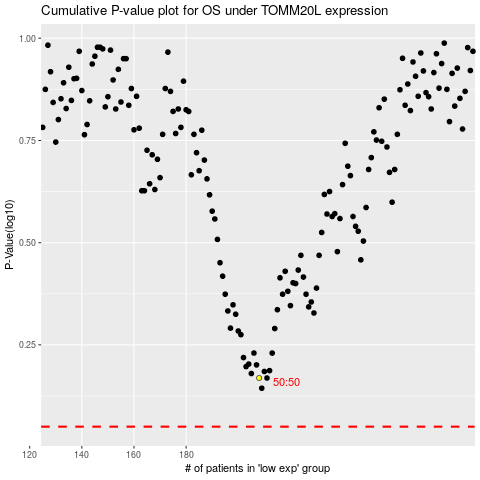 Cumulative P-value plot for OS under TOMM20L expression
P-Value(log10)
1.00
0.75
0.50
0.25
50:50
120 140 160 180
# of patients in 'low exp' group